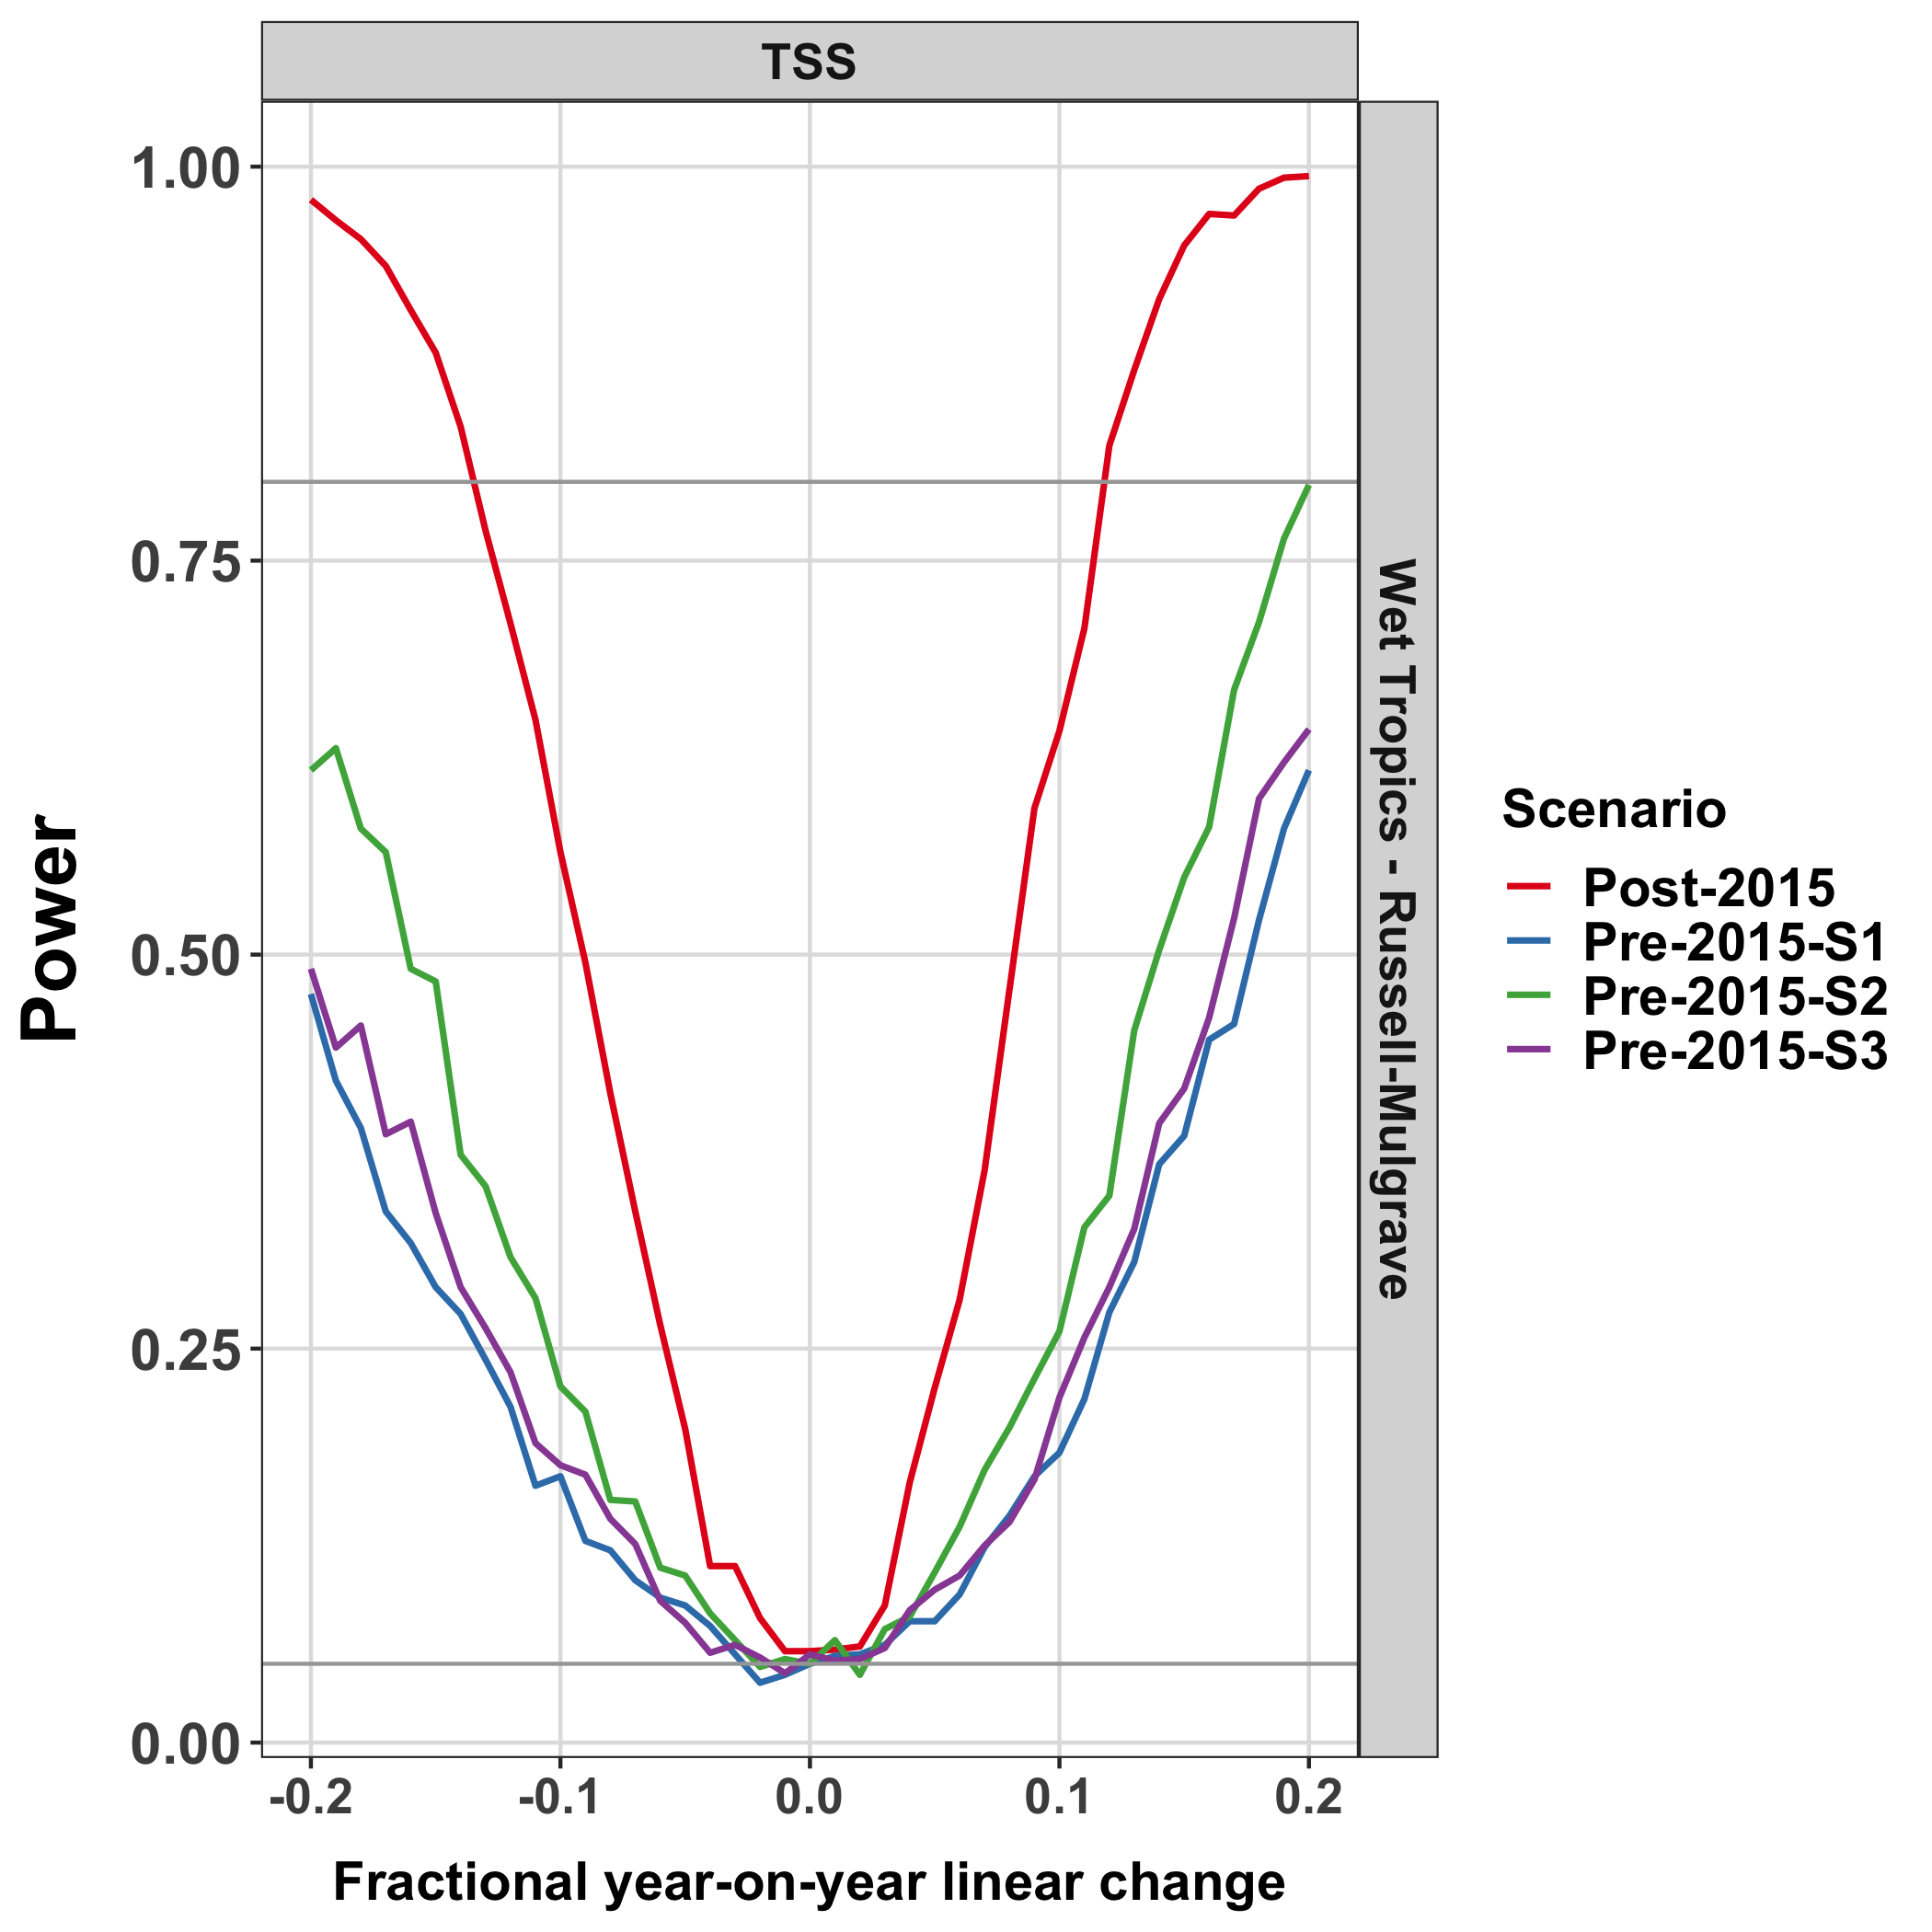 TSS
1.00
0.75
0.50
0.25
0.00
Power
-0.2 -0.1 0.0 0.1 0.2
Fractional year-on-year linear change
Wet Tropics - Russell-Mulgrave
Scenario
Post-2015
Pre-2015-S1
Pre-2015-S2
Pre-2015-S3